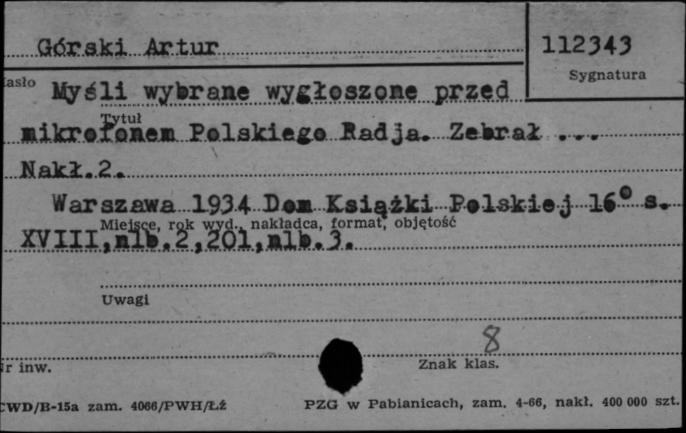 Górski Artur
112343
Sygnatura
asło Myśli wybrane wygłoszone przed
Tytuł
mikrofonem Polskiego Radja. Zebrał ...
Nakł.2.
Warszawa 1934 Dom Książki Polskiej 16° s.
Miejsce, rok wyd., nakładca, format, objętość
XVIII,nlb.2,201,nlb.3.
Uwagi
8
r inw.
Znak klas.
CWD/B-15a zam. 4066/PWH/Łź
PZG w Pabianicach, zam. 4-66, nakł. 400 000 szt.